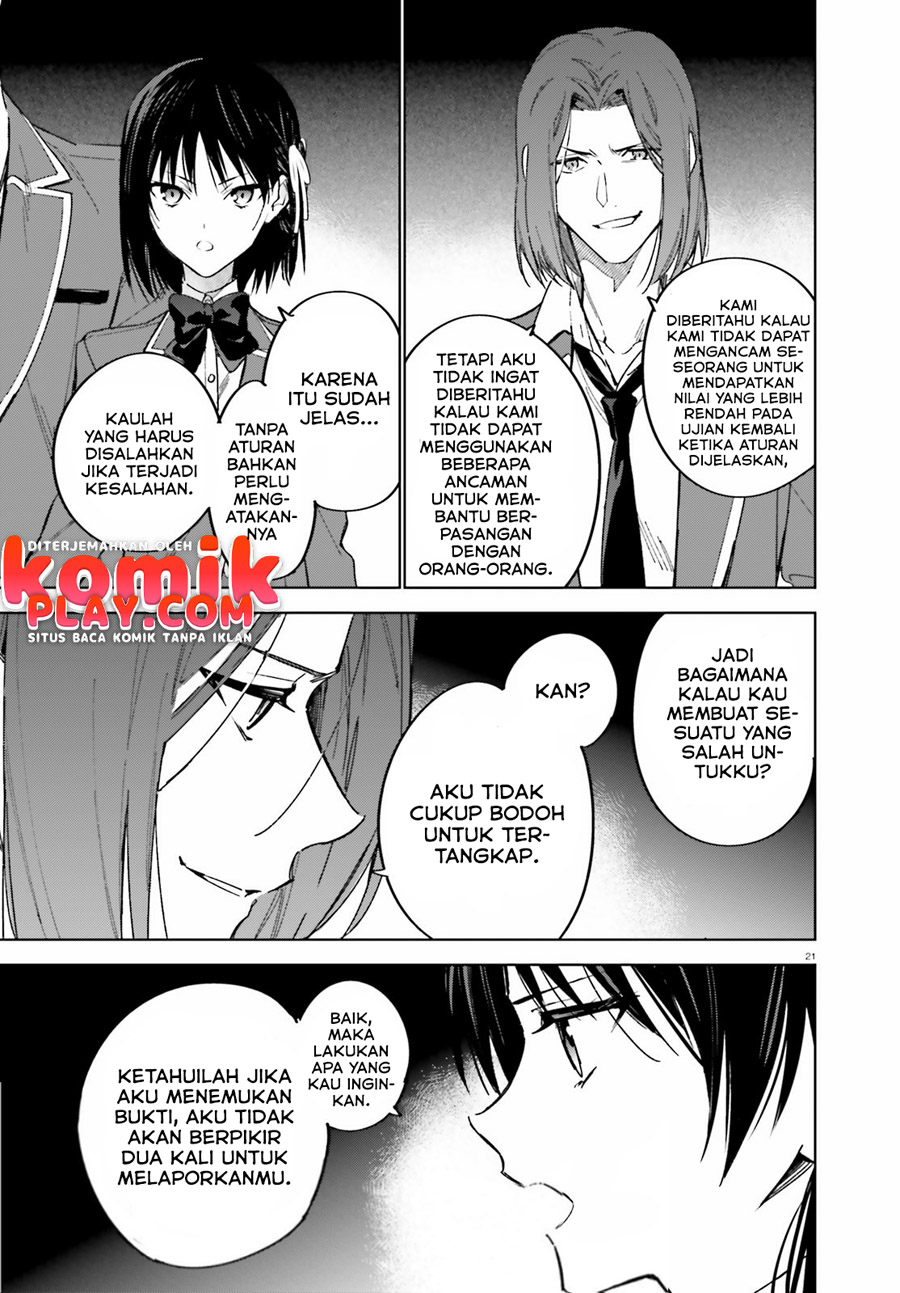 KAMI
DIBERITAHU KALAU
KAMI TIDAK DAPAT
MENGANCAM SE-
SEORANG UNTUK
MENDAPATKAN
NILAI YANG LEBIH
RENDAH PADA
UJIAN KEMBALI
KETIKA ATURAN
DIJELASKAN,
TETAPI AKU
TIDAK INGAT
DIBERITAHU
KALAU KAMI
TIDAK DAPAT
MENGGUNAKAN
BEBERAPA
ANCAMAN
UNTUK MEM-
BANTU BER-
PASANGAN
DENGAN
ORANG-ORANG.
KARENA
ITU SUDAH
JELAS...
TANPA
ATURAN
BAHKAN
PERLU
MENG-
ATAKAN-
NYA
KAULAH
YANG HARUS
DISALAHKAN
JIKA TERJADI
KESALAHAN.
DITERJEMAHKAN OLEH
komik
PLAY.COM
SITUS BACA KOMIK TANPA IKLAN
JADI
BAGAIMANA
KALAU KAU
MEMBUAT SE-
SUATU YANG
SALAH UN-
TUKKU?
KAN?
AKU TIDAK
CUKUP BODOH
UNTUK TER-
TANGKAP.
21
BAIK,
MAKA
LAKUKAN
APA YANG
KAU INGIN-
KAN.
KETAHUILAH JIKA
AKU MENEMUKAN
BUKTI, AKU TIDAK
AKAN BERPIKIR
DUA KALI UNTUK
MELAPORKANMU.